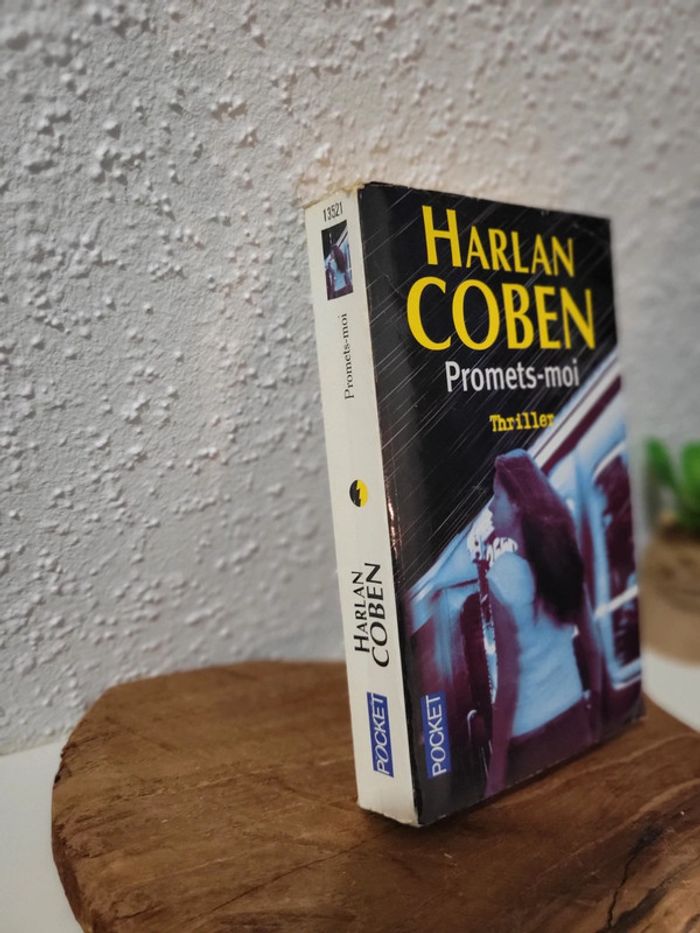 13521
Promets-moi
HARLAN
COBEN
POCKET
HARLAN
COBEN
Promets-moi
Thriller
POCKET